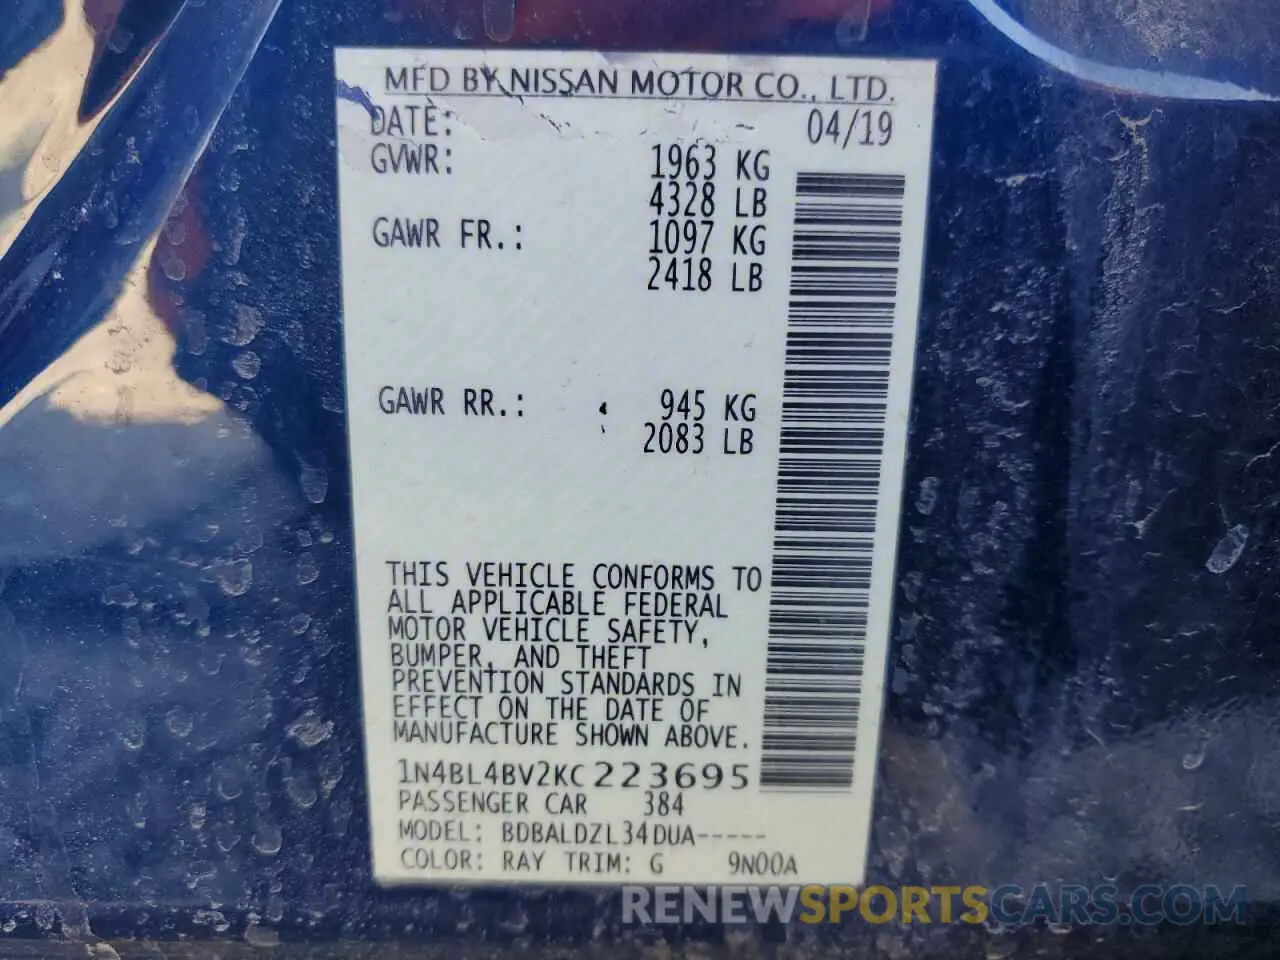 MFD BY NISSAN MOTOR CO., LTD.
DATE: 04/19
GVWR: 1963 KG
4328 LB
GAWR FR.: 1097 KG
2418 LB
GAWR RR.: 945 KG
2083 LB
THIS VEHICLE CONFORMS TO
ALL APPLICABLE FEDERAL
MOTOR VEHICLE SAFETY,
BUMPER, AND THEFT
PREVENTION STANDARDS IN
EFFECT ON THE DATE OF
MANUFACTURE SHOWN ABOVE.
1N4BL4BV2KC223695
PASSENGER CAR 384
MODEL: BDBALDZL34DUA-----
COLOR: RAY TRIM: G 9N00A
RENEWSPORTSCARS.COM